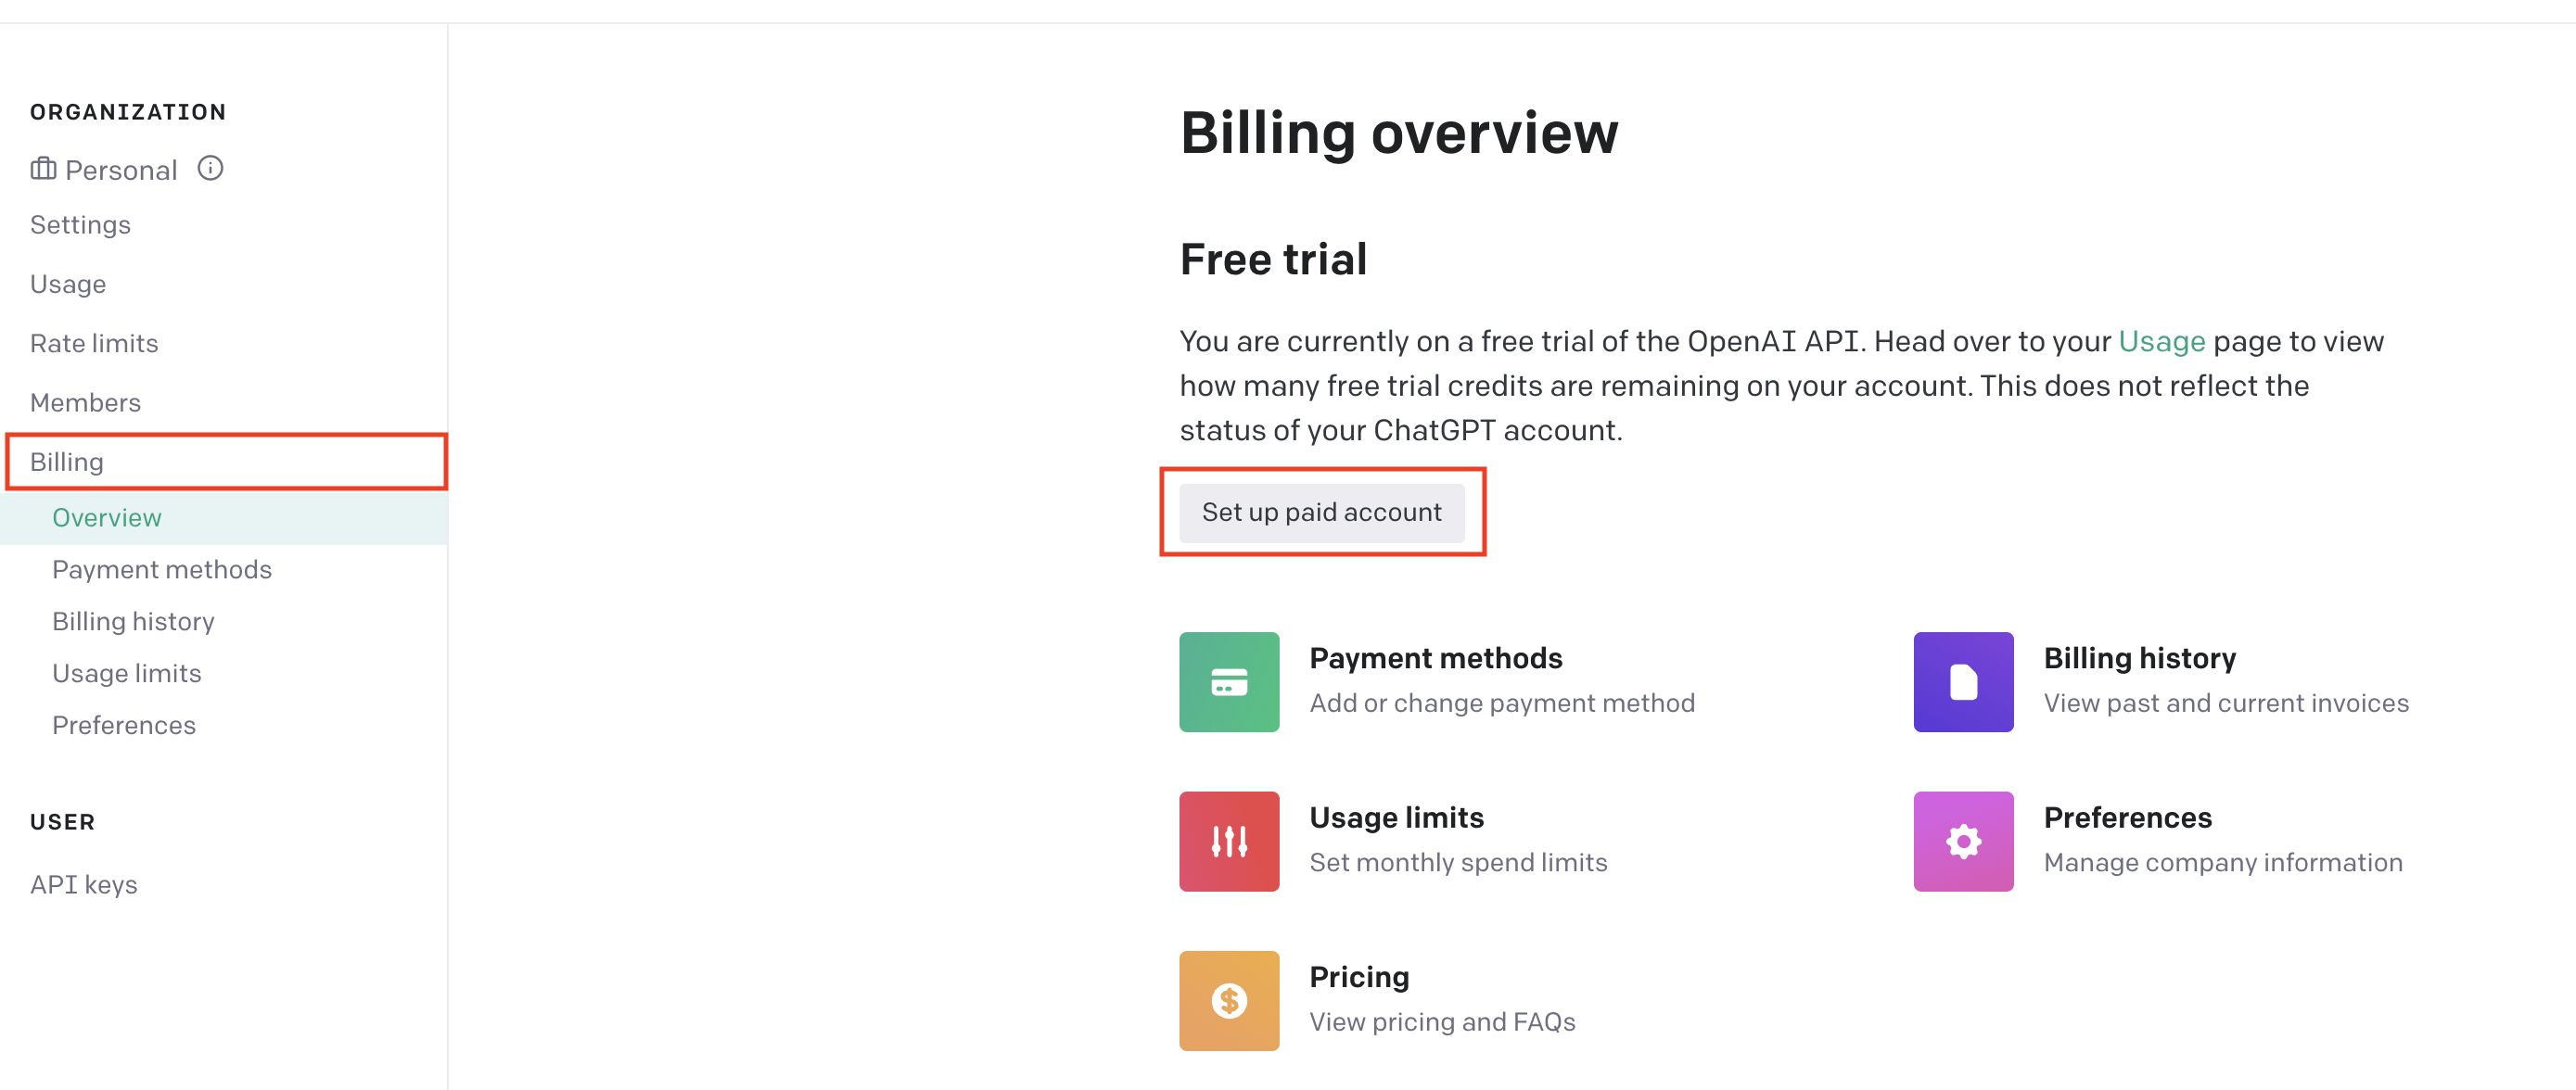 ORGANIZATION
Personal
Settings
Usage
Rate limits
Members
Billing
Overview
Payment methods
Billing history
Usage limits
Preferences
USER
API keys
Billing overview
Free trial
You are currently on a free trial of the OpenAI API. Head over to your Usage page to view
how many free trial credits are remaining on your account. This does not reflect the
status of your ChatGPT account.
Set up paid account
Payment methods
Add or change payment method
Billing history
View past and current invoices
Usage limits
Set monthly spend limits
Preferences
Manage company information
Pricing
View pricing and FAQs